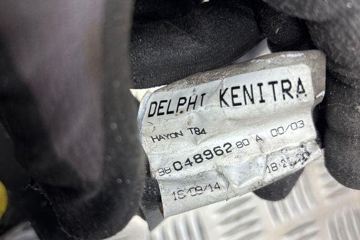 DELPHI KENITRA
HAYON T84
98 048962 80 A 00/03
15/09/14